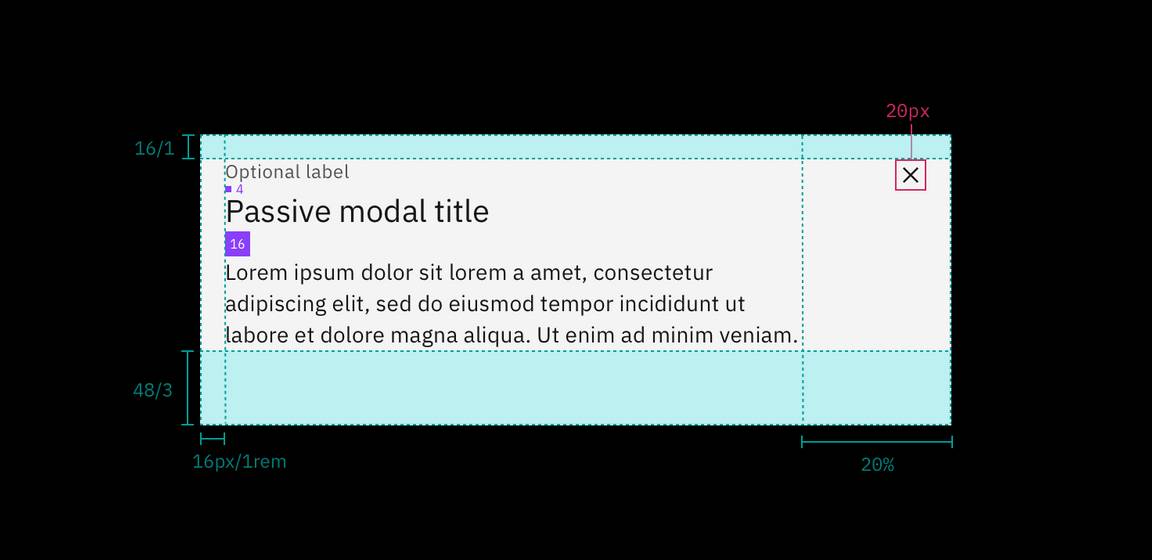 20px
16/1
Optional label
4
Passive modal title
16
Lorem ipsum dolor sit lorem a amet, consectetur
adipiscing elit, sed do eiusmod tempor incididunt ut
labore et dolore magna aliqua. Ut enim ad minim veniam.
48/3
16px/1rem
20%